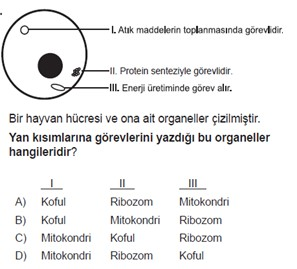 I. Atık maddelerin toplanmasında görevlidir.
II. Protein senteziyle görevlidir.
III. Enerji üretiminde görev alır.
Bir hayvan hücresi ve ona ait organeller çizilmiştir.
Yan kısımlarına görevlerini yazdığı bu organeller
hangileridir?
I II III
A) Koful Ribozom Mitokondri
B) Koful Mitokondri Ribozom
C) Mitokondri Koful Ribozom
D) Mitokondri Ribozom Koful